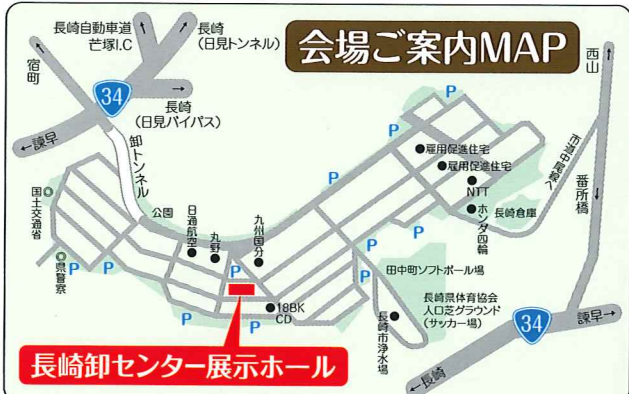 会場ご案内MAP
長崎自動車道
芒塚I.C
長崎
(日見トンネル)
宿町
34
長崎
(日見バイパス)
←諫早
卸トンネル
西山
市道中尾線へ
番所橋
P
P
P
P
雇用促進住宅
雇用促進住宅
NTT
ホンダ四輪
長崎倉庫
国土交通省
県警察
P
P
公園
日通航空
丸野
P
九州国分
P
P
P
18BK
CD
P
P
田中町ソフトボール場
長崎県体育協会
人口芝グラウンド
(サッカー場)
長崎市浄水場
34
諫早→
←長崎
長崎卸センター展示ホール